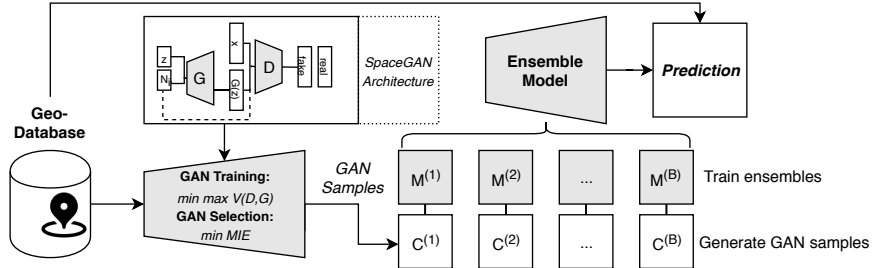 z
N_i
G
x
G(z)
D
fake
real
SpaceGAN
Architecture
Ensemble
Model
Prediction
Geo-
Database
GAN Training:
min max V(D,G)
GAN Selection:
min MIE
GAN
Samples
M^(1)
M^(2)
...
M^(B)
Train ensembles
C^(1)
C^(2)
...
C^(B)
Generate GAN samples